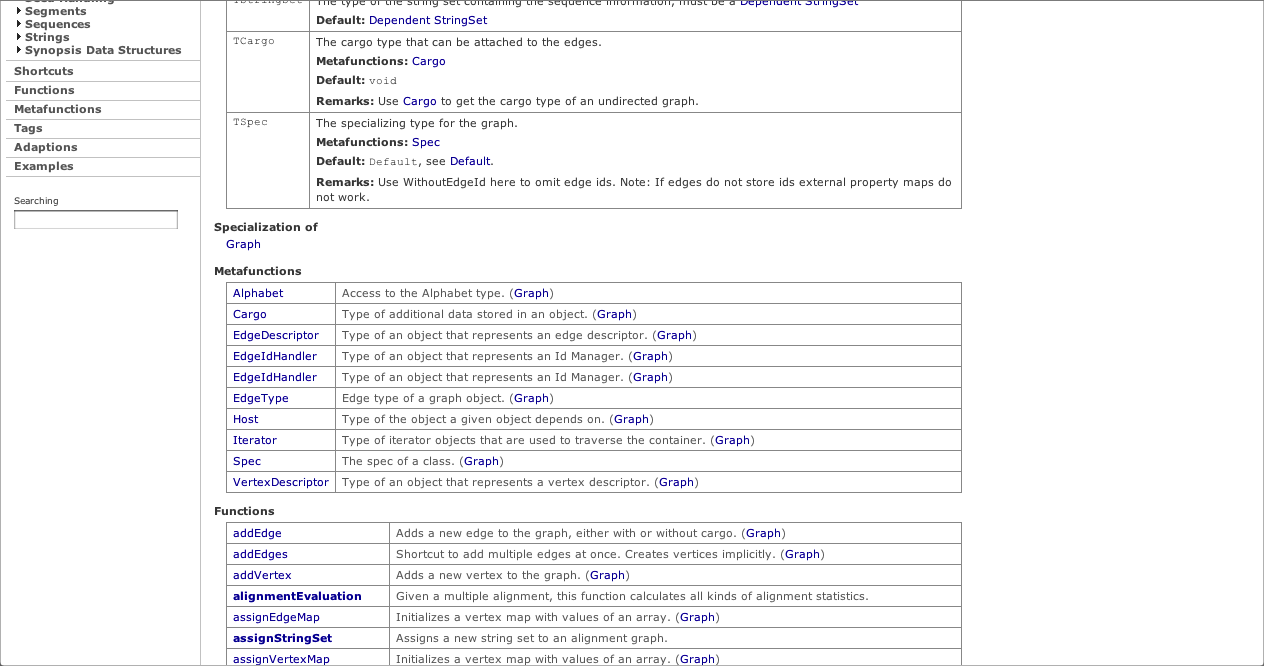 Segments
Sequences
Strings
Synopsis Data Structures
Shortcuts
Functions
Metafunctions
Tags
Adaptions
Examples
Searching
The type of the string set containing the sequence information, must be a Dependent StringSet
Default: Dependent StringSet
TCargo
The cargo type that can be attached to the edges.
Metafunctions: Cargo
Default: void
Remarks: Use Cargo to get the cargo type of an undirected graph.
TSpec
The specializing type for the graph.
Metafunctions: Spec
Default: Default, see Default.
Remarks: Use WithoutEdgeId here to omit edge ids. Note: If edges do not store ids external property maps do
not work.
Specialization of
Graph
Metafunctions
Alphabet Access to the Alphabet type. (Graph)
Cargo Type of additional data stored in an object. (Graph)
EdgeDescriptor Type of an object that represents an edge descriptor. (Graph)
EdgeIdHandler Type of an object that represents an Id Manager. (Graph)
EdgeIdHandler Type of an object that represents an Id Manager. (Graph)
EdgeType Edge type of a graph object. (Graph)
Host Type of the object a given object depends on. (Graph)
Iterator Type of iterator objects that are used to traverse the container. (Graph)
Spec The spec of a class. (Graph)
VertexDescriptor Type of an object that represents a vertex descriptor. (Graph)
Functions
addEdge Adds a new edge to the graph, either with or without cargo. (Graph)
addEdges Shortcut to add multiple edges at once. Creates vertices implicitly. (Graph)
addVertex Adds a new vertex to the graph. (Graph)
alignmentEvaluation Given a multiple alignment, this function calculates all kinds of alignment statistics.
assignEdgeMap Initializes a vertex map with values of an array. (Graph)
assignStringSet Assigns a new string set to an alignment graph.
assignVertexMap Initializes a vertex map with values of an array. (Graph)